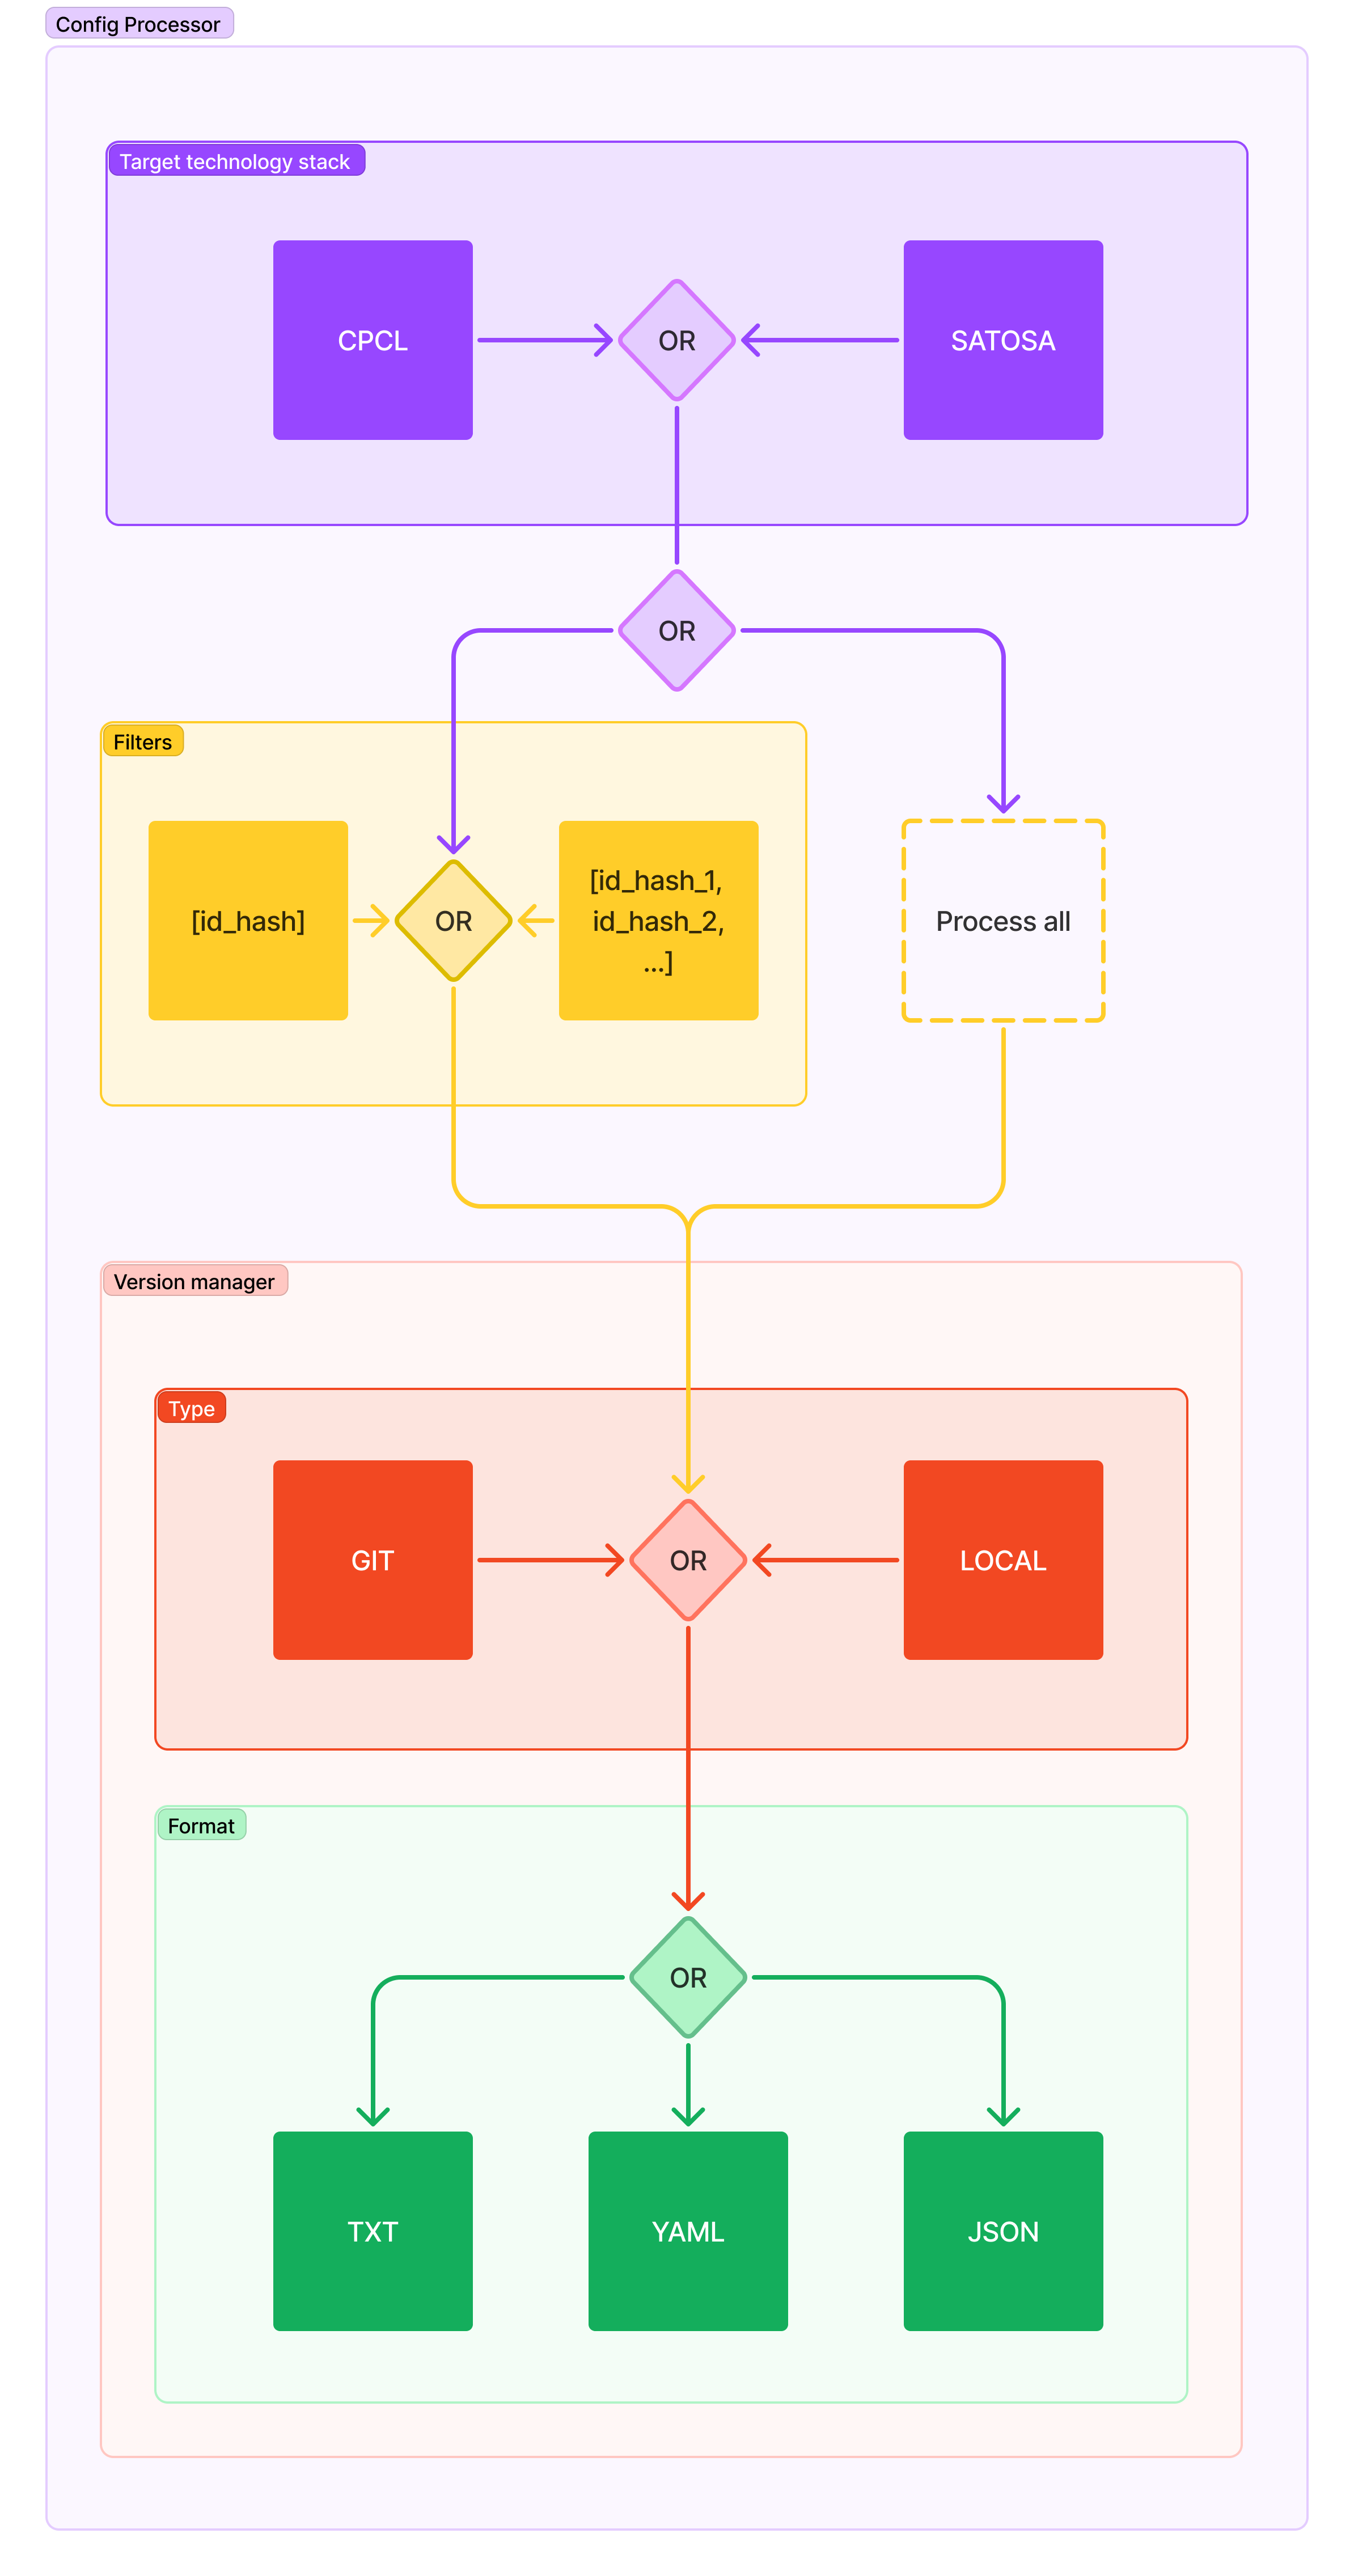 Config Processor
Target technology stack
CPCL
OR
SATOSA
OR
Filters
[id_hash]
OR
[id_hash_1,
id_hash_2,
...]
Process all
Version manager
Type
GIT
OR
LOCAL
Format
OR
TXT
YAML
JSON